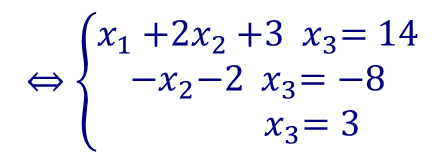 x₁ +2x₂ +3 x₃= 14
⇔ { −x₂−2 x₃= −8
x₃= 3